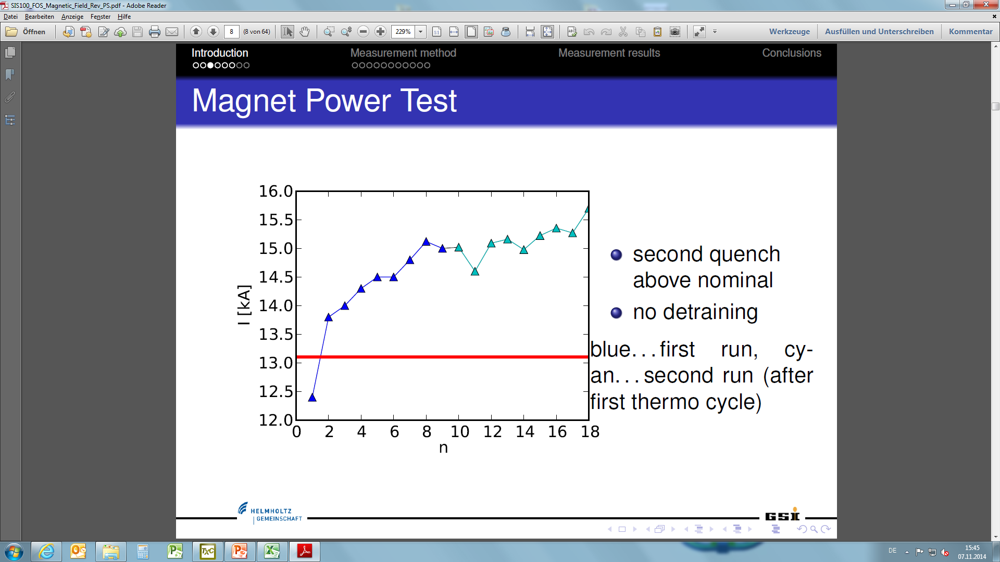 SIS100_FOS_Magnetic_Field_Rev_PS.pdf - Adobe Reader
Datei Bearbeiten Anzeige Fenster Hilfe
Öffnen 8 (8 von 64) 229% Werkzeuge Ausfüllen und Unterschreiben Kommentar
Introduction Measurement method Measurement results Conclusions
Magnet Power Test
16.0
15.5
15.0
14.5
14.0
13.5
13.0
12.5
12.0
I [kA]
0 2 4 6 8 10 12 14 16 18
n
second quench
above nominal
no detraining
blue...first run, cy-
an...second run (after
first thermo cycle)
HELMHOLTZ
GEMEINSCHAFT
GSI
DE
15:45
07.11.2014